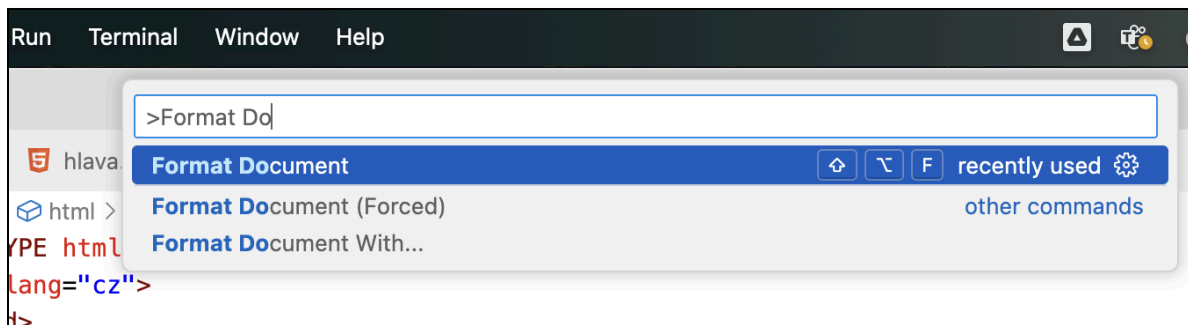 Run Terminal Window Help
>Format Do
hlava.
Format Document ⇧ ⌥ F recently used
html >
Format Document (Forced) other commands
YPE html
Format Document With...
lang="cz">
d>